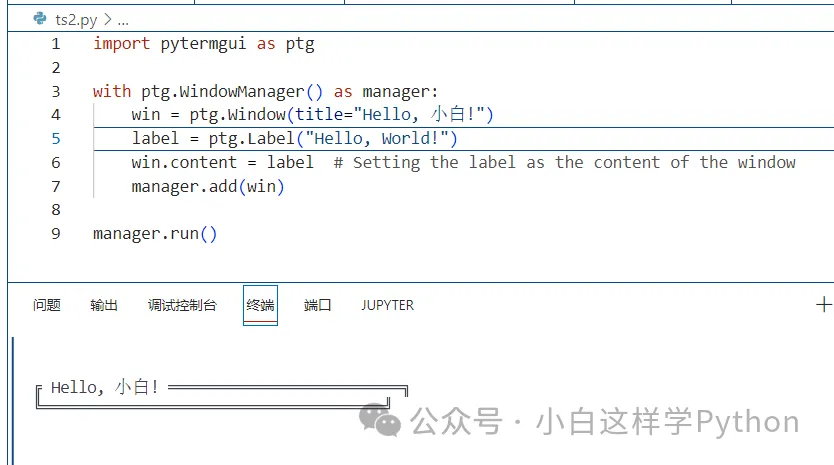 ts2.py > ...
1 import pytermgui as ptg
2
3 with ptg.WindowManager() as manager:
4     win = ptg.Window(title="Hello, 小白!")
5     label = ptg.Label("Hello, World!")
6     win.content = label  # Setting the label as the content of the window
7     manager.add(win)
8
9 manager.run()
问题 输出 调试控制台 终端 端口 JUPYTER
Hello, 小白!
公众号 · 小白这样学Python